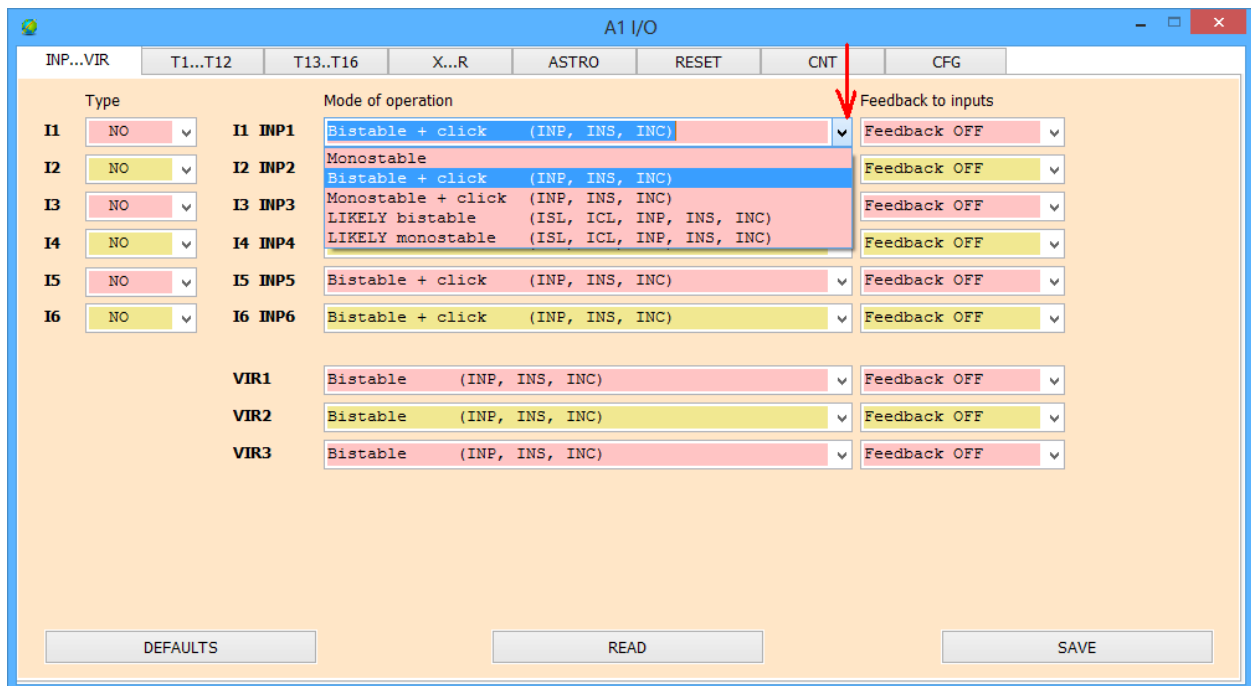 A1 I/O
INP...VIR T1...T12 T13..T16 X...R ASTRO RESET CNT CFG
Type Mode of operation Feedback to inputs
I1 NO I1 INP1 Bistable + click (INP, INS, INC) Feedback OFF
Monostable
I2 NO I2 INP2 Bistable + click (INP, INS, INC) Feedback OFF
I3 NO I3 INP3 Monostable + click (INP, INS, INC) Feedback OFF
LIKELY bistable (ISL, ICL, INP, INS, INC)
I4 NO I4 INP4 LIKELY monostable (ISL, ICL, INP, INS, INC) Feedback OFF
I5 NO I5 INP5 Bistable + click (INP, INS, INC) Feedback OFF
I6 NO I6 INP6 Bistable + click (INP, INS, INC) Feedback OFF
VIR1 Bistable (INP, INS, INC) Feedback OFF
VIR2 Bistable (INP, INS, INC) Feedback OFF
VIR3 Bistable (INP, INS, INC) Feedback OFF
DEFAULTS READ SAVE